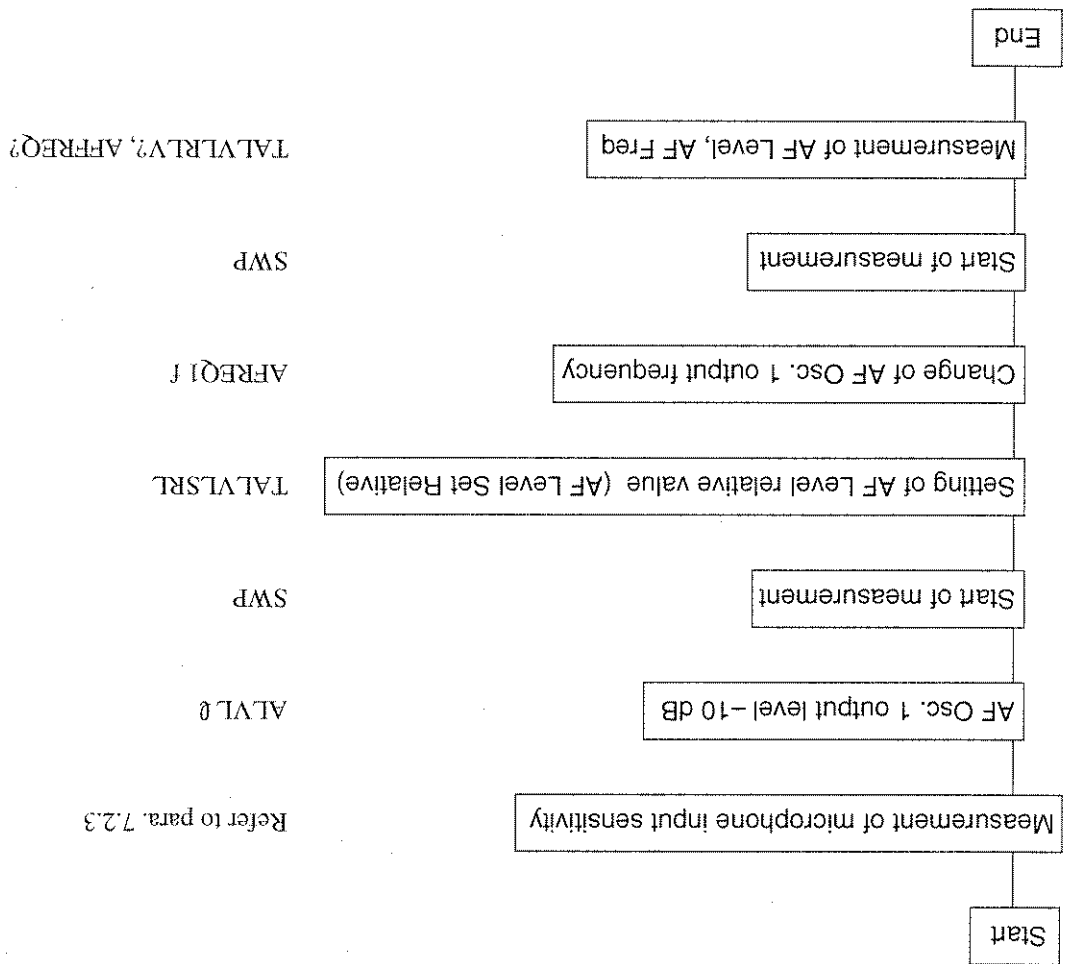 Start
Measurement of microphone input sensitivity Refer to para. 7.2.3
AF Osc. 1 output level –10 dB ALVL ℓ
Start of measurement SWP
Setting of AF Level relative value (AF Level Set Relative) TALVLSRL
Change of AF Osc. 1 output frequency AFREQ1 f
Start of measurement SWP
Measurement of AF Level, AF Freq TALVLRLV?, AFFREQ?
End